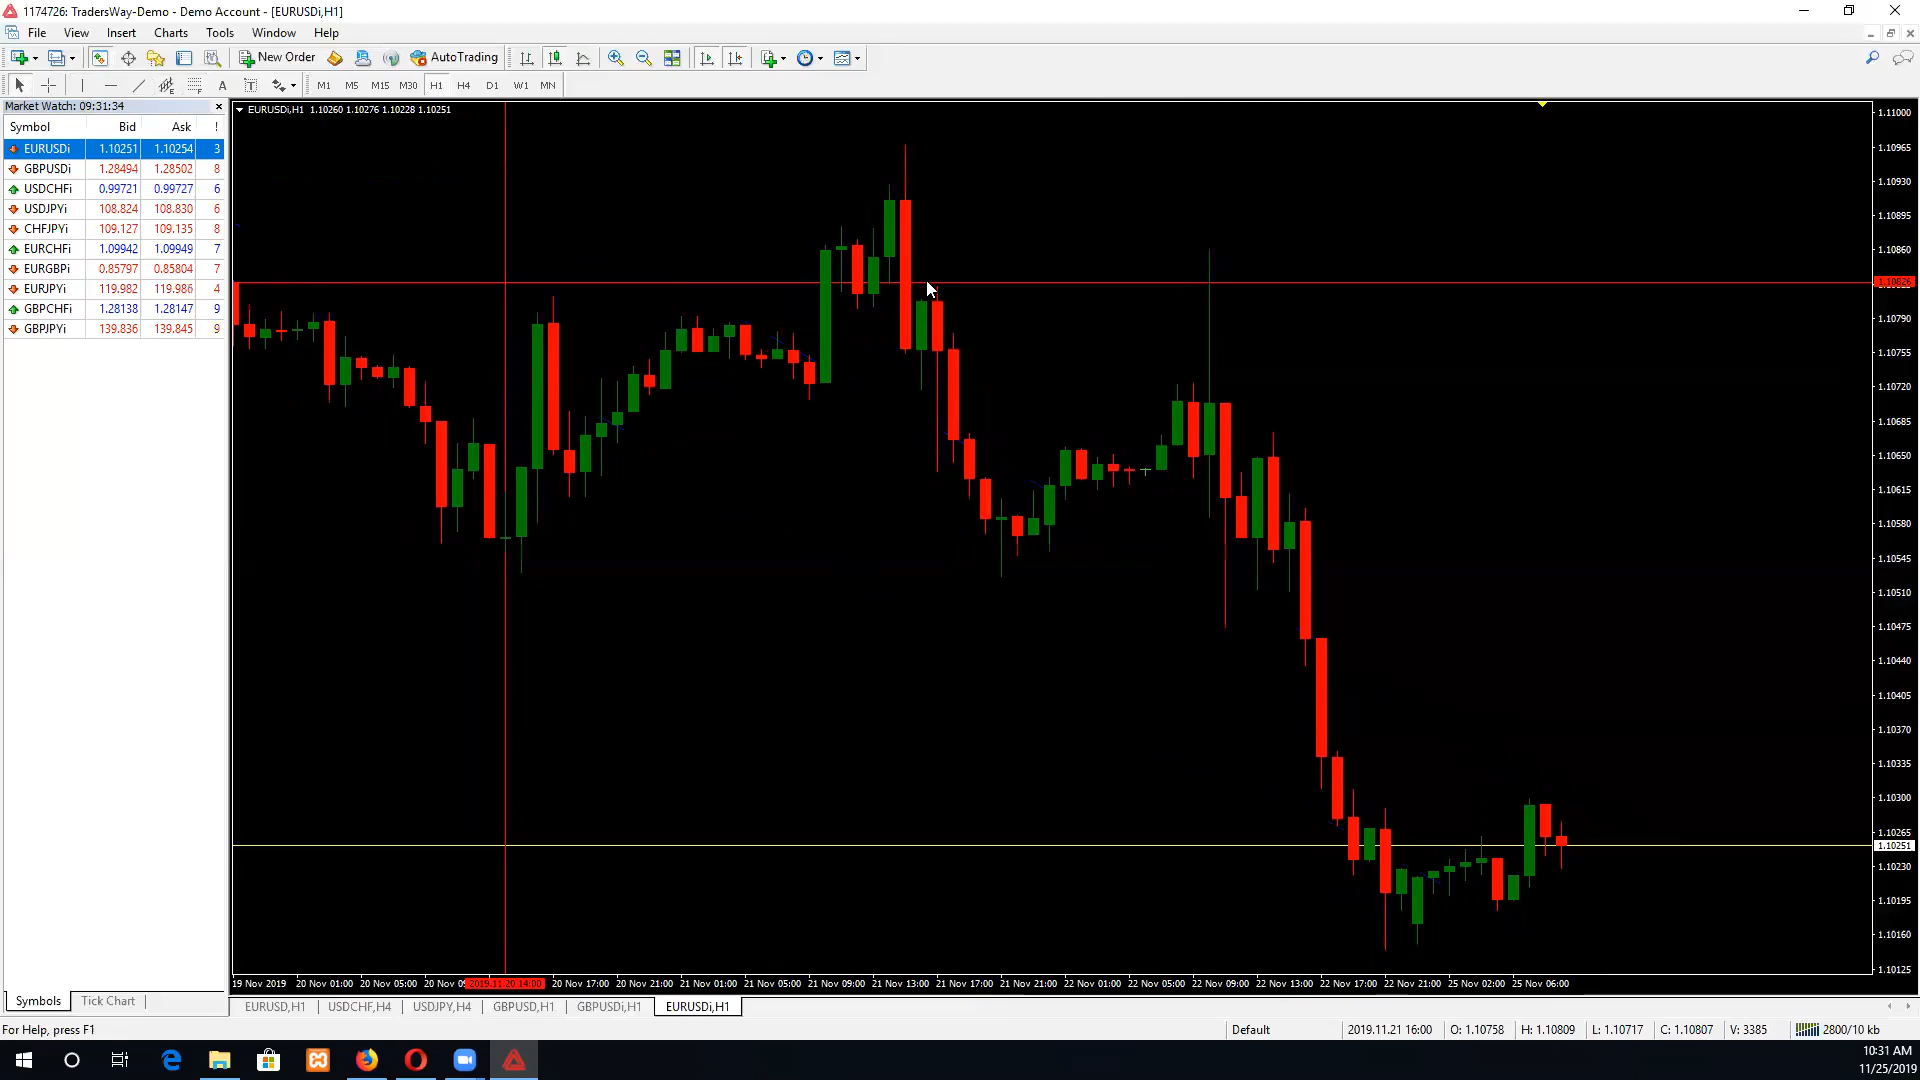 1174726: TradersWay-Demo - Demo Account - [EURUSDi,H1]
File View Insert Charts Tools Window Help
New Order AutoTrading
A T E F M1 M5 M15 M30 H1 H4 D1 W1 MN
Market Watch: 09:31:34
Symbol Bid Ask !
EURUSDi 1.10251 1.10254 3
GBPUSDi 1.28494 1.28502 8
USDCHFi 0.99721 0.99727 6
USDJPYi 108.824 108.830 6
CHFJPYi 109.127 109.135 8
EURCHFi 1.09942 1.09949 7
EURGBPi 0.85797 0.85804 7
EURJPYi 119.982 119.986 4
GBPCHFi 1.28138 1.28147 9
GBPJPYi 139.836 139.845 9
Symbols Tick Chart
EURUSDi,H1 1.10260 1.10276 1.10228 1.10251
1.11000
1.10965
1.10930
1.10895
1.10860
1.10790
1.10755
1.10720
1.10685
1.10650
1.10615
1.10580
1.10545
1.10510
1.10475
1.10440
1.10405
1.10370
1.10335
1.10300
1.10265
1.10251
1.10230
1.10195
1.10160
1.10125
19 Nov 2019 20 Nov 01:00 20 Nov 05:00 20 Nov 2019.11.20 14:00 20 Nov 17:00 20 Nov 21:00 21 Nov 01:00 21 Nov 05:00 21 Nov 09:00 21 Nov 13:00 21 Nov 17:00 21 Nov 21:00 22 Nov 01:00 22 Nov 05:00 22 Nov 09:00 22 Nov 13:00 22 Nov 17:00 22 Nov 21:00 25 Nov 02:00 25 Nov 06:00
EURUSD,H1 USDCHF,H4 USDJPY,H4 GBPUSD,H1 GBPUSDi,H1 EURUSDi,H1
For Help, press F1 Default 2019.11.21 16:00 O: 1.10758 H: 1.10809 L: 1.10717 C: 1.10807 V: 3385 2800/10 kb
10:31 AM
11/25/2019